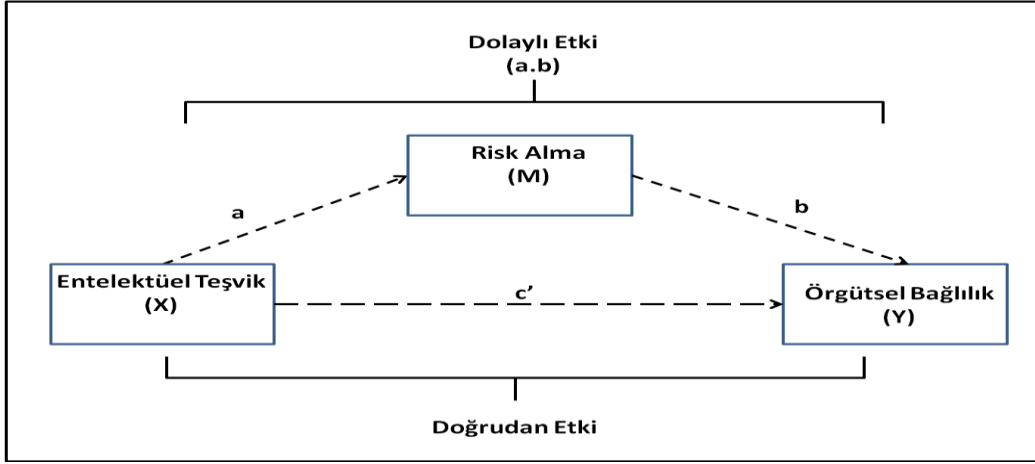 Dolaylı Etki
(a.b)
Risk Alma
(M)
a
b
Entelektüel Teşvik
(X)
c’
Örgütsel Bağlılık
(Y)
Doğrudan Etki